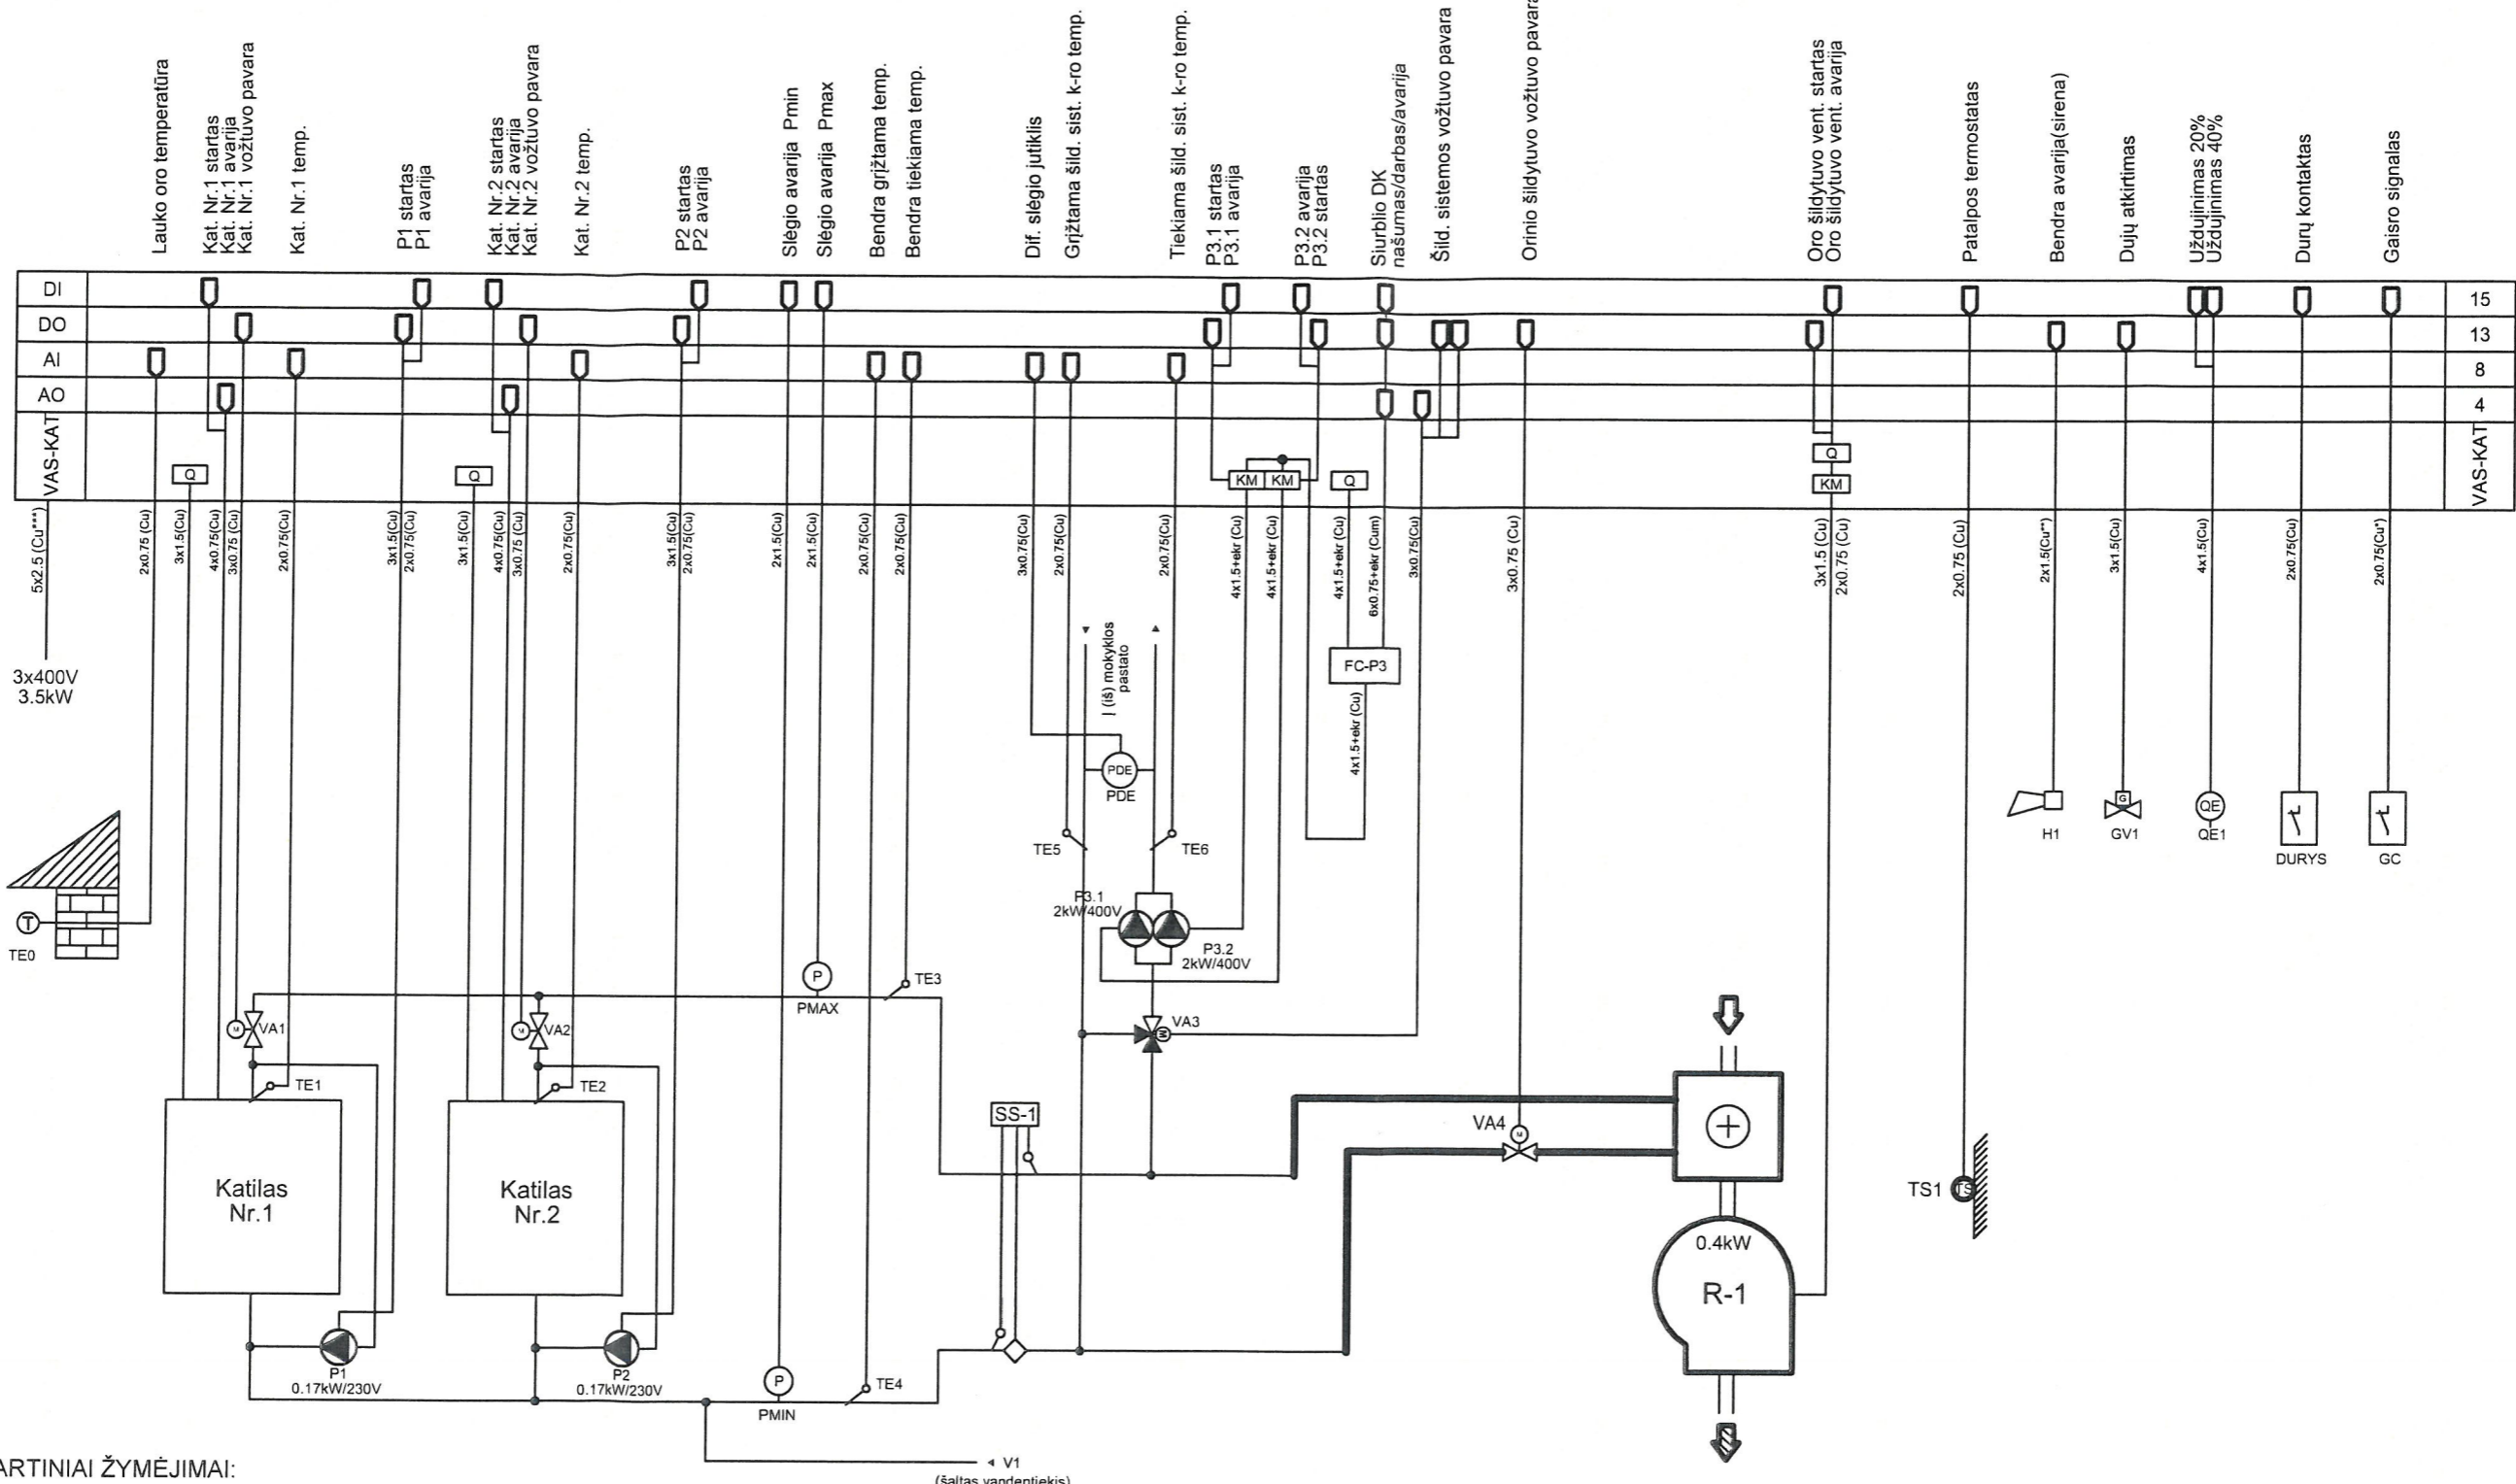 Lauko oro temperatūra
Kat. Nr.1 startas
Kat. Nr.1 avarija
Kat. Nr.1 vožtuvo pavara
Kat. Nr.1 temp.
P1 startas
P1 avarija
Kat. Nr.2 startas
Kat. Nr.2 avarija
Kat. Nr.2 vožtuvo pavara
Kat. Nr.2 temp.
P2 startas
P2 avarija
Slėgio avarija Pmin
Slėgio avarija Pmax
Bendra grįžtama temp.
Bendra tiekiama temp.
Dif. slėgio jutiklis
Grįžtama šild. sist. k-ro temp.
Tiekiama šild. sist. k-ro temp.
P3.1 startas
P3.1 avarija
P3.2 avarija
P3.2 startas
Siurblio DK
našumas/darbas/avarija
Šild. sistemos vožtuvo pavara
Orinio šildytuvo vožtuvo pavara
Oro šildytuvo vent. startas
Oro šildytuvo vent. avarija
Patalpos termostatas
Bendra avarija(sirena)
Dujų atkirtimas
Uždujinimas 20%
Uždujinimas 40%
Durų kontaktas
Gaisro signalas
DI 15
DO 13
AI 8
AO 4
VAS-KAT
Q
Q
KM KM
Q
Q
KM
VAS-KAT
5x2.5 (Cu***)
2x0.75 (Cu)
3x1.5(Cu)
4x0.75(Cu)
3x0.75 (Cu)
2x0.75(Cu)
3x1.5(Cu)
2x0.75(Cu)
3x1.5(Cu)
4x0.75(Cu)
3x0.75 (Cu)
2x0.75(Cu)
3x1.5(Cu)
2x0.75(Cu)
2x1.5(Cu)
2x1.5(Cu)
2x0.75(Cu)
2x0.75(Cu)
3x0.75(Cu)
2x0.75(Cu)
2x0.75(Cu)
4x1.5+ekr (Cu)
4x1.5+ekr (Cu)
4x1.5+ekr (Cu)
6x0.75+ekr (Cum)
3x0.75(Cu)
3x0.75 (Cu)
3x1.5 (Cu)
2x0.75 (Cu)
2x0.75 (Cu)
2x1.5(Cu**)
3x1.5(Cu)
4x1.5(Cu)
2x0.75(Cu)
2x0.75(Cu*)
3x400V
3.5kW
Į (iš) mokyklos
pastato
FC-P3
4x1.5+ekr (Cu)
PDE
PDE
TE5
TE6
G
QE
H1
GV1
QE1
DURYS
GC
T
TE0
P3.1
2kW/400V
P3.2
2kW/400V
P
PMAX
TE3
VA1
VA2
VA3
M
TE1
TE2
SS-1
VA4
Katilas
Nr.1
Katilas
Nr.2
TS1
TS
0.4kW
R-1
P1
0.17kW/230V
P2
0.17kW/230V
P
PMIN
TE4
V1
(šaltas vandentiekis)
ARTINIAI ŽYMĖJIMAI: